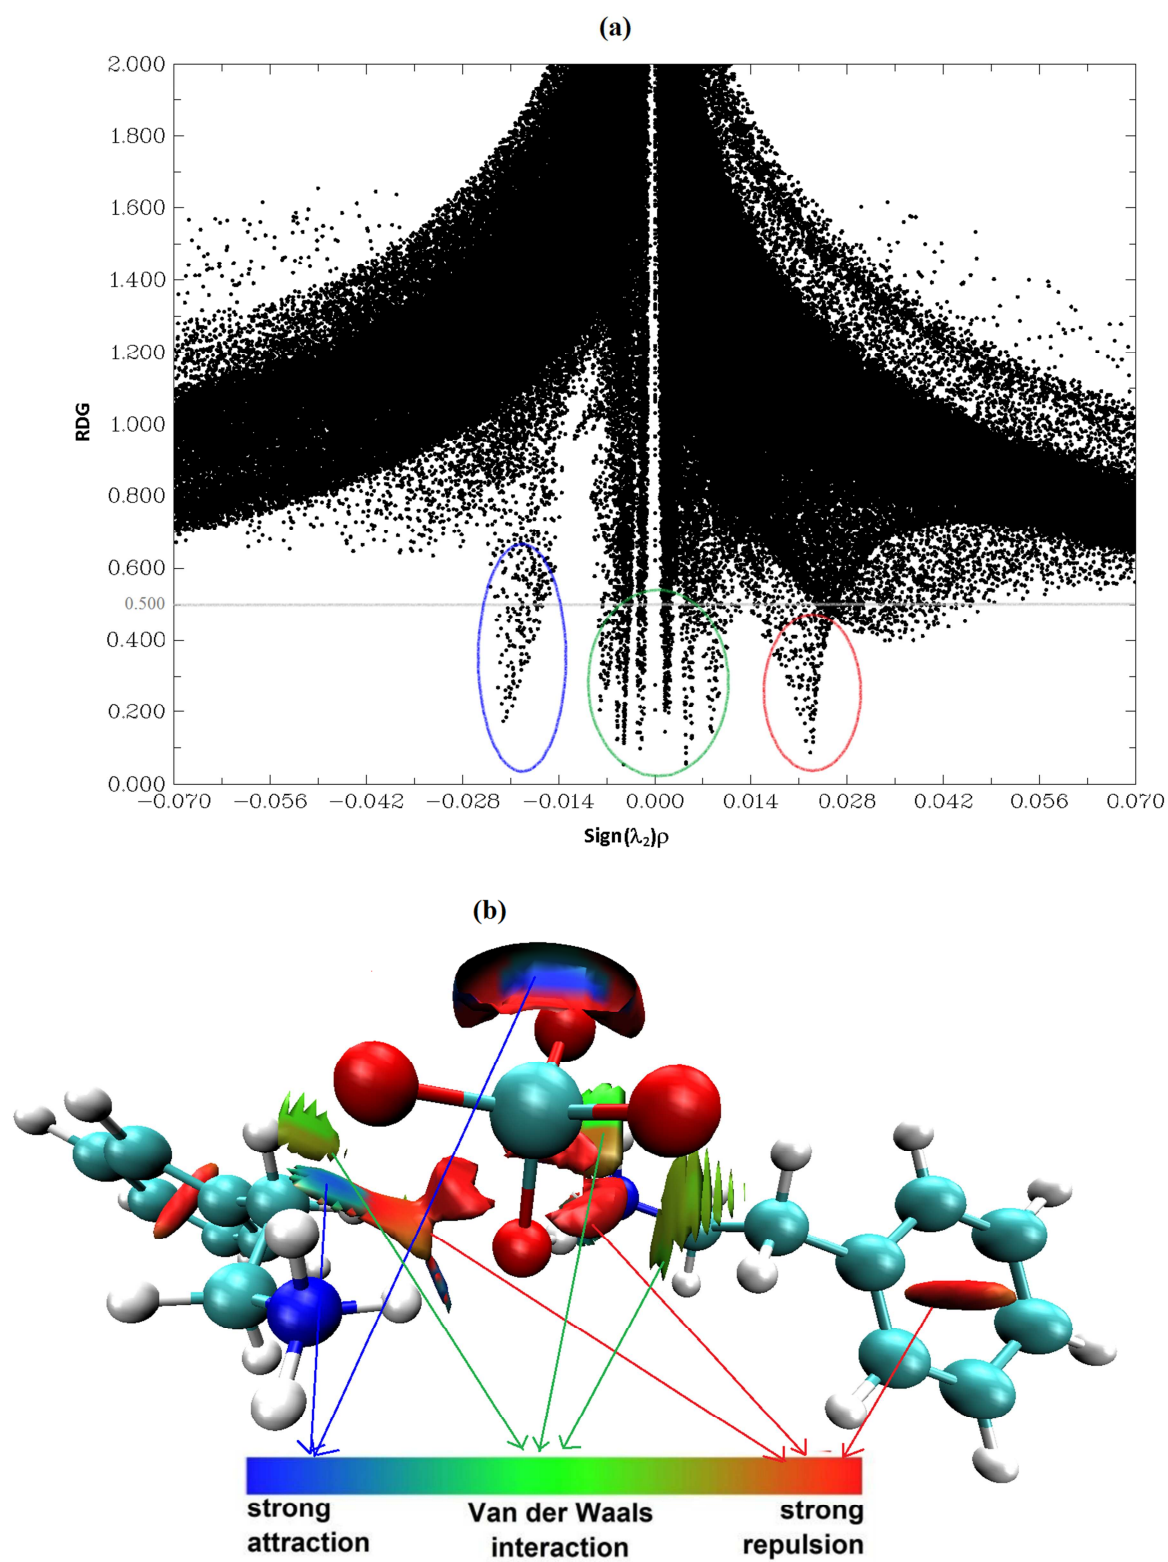 (a)
2.000
1.800
1.600
1.400
1.200
1.000
0.800
0.600
0.500
0.400
0.200
0.000
RDG
−0.070 −0.056 −0.042 −0.028 −0.014 0.000 0.014 0.028 0.042 0.056 0.070
Sign(λ₂)ρ
(b)
strong Van der Waals strong
attraction interaction repulsion